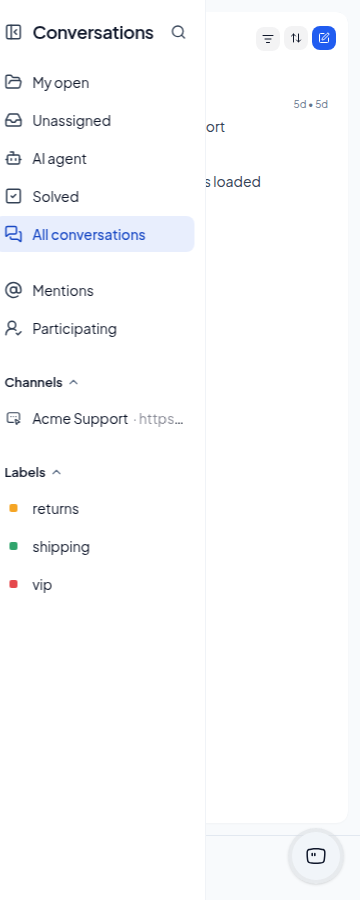 Conversations
My open
Unassigned
AI agent
Solved
All conversations
Mentions
Participating
Channels
Acme Support · https...
Labels
returns
shipping
vip
5d • 5d
ort
s loaded